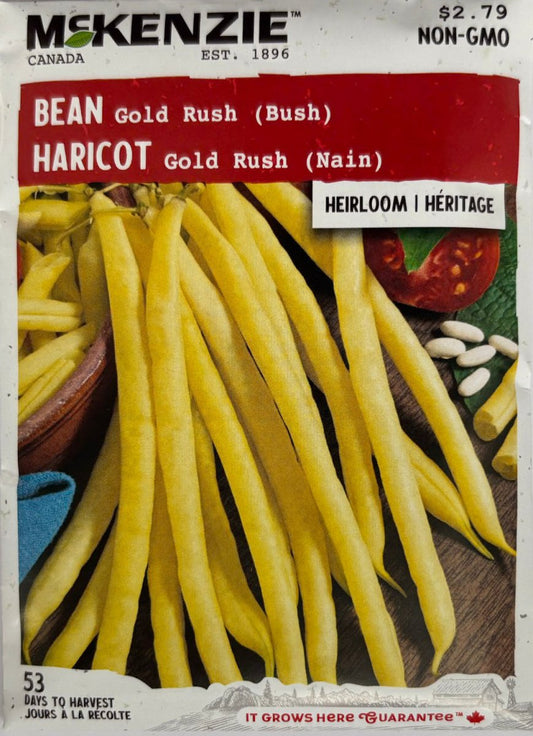 McKENZIE™
CANADA
EST. 1896
$2.79
NON-GMO
BEAN Gold Rush (Bush)
HARICOT Gold Rush (Nain)
HEIRLOOM | HÉRITAGE
53
DAYS TO HARVEST
JOURS À LA RÉCOLTE
IT GROWS HERE GUARANTEE™